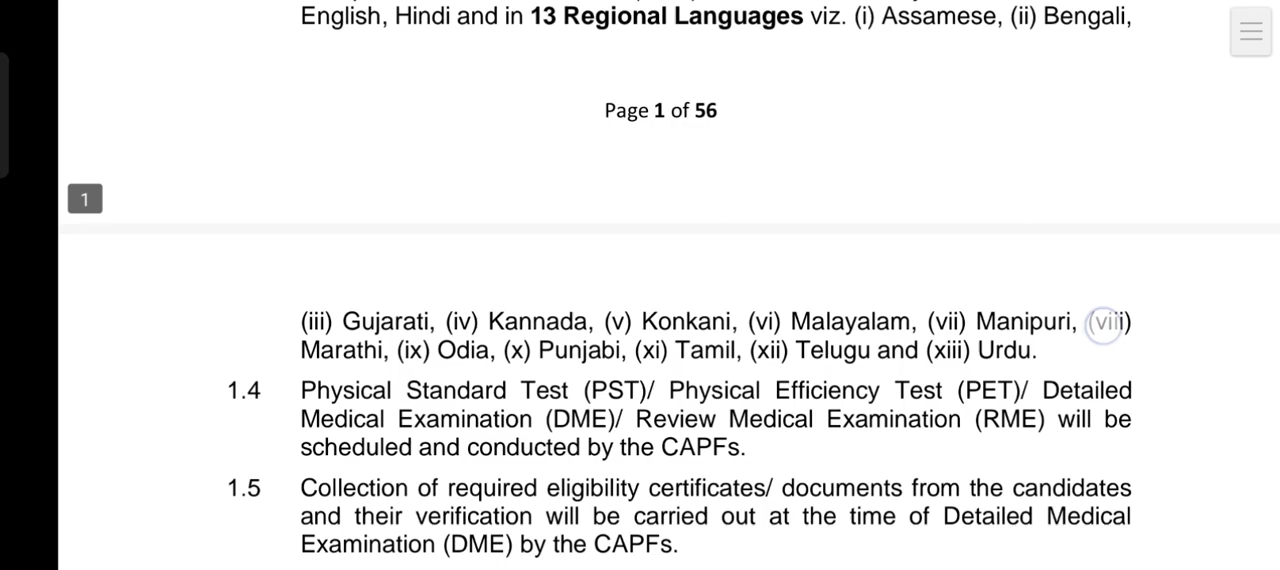 English, Hindi and in 13 Regional Languages viz. (i) Assamese, (ii) Bengali,
Page 1 of 56
1
(iii) Gujarati, (iv) Kannada, (v) Konkani, (vi) Malayalam, (vii) Manipuri, (viii)
Marathi, (ix) Odia, (x) Punjabi, (xi) Tamil, (xii) Telugu and (xiii) Urdu.
1.4 Physical Standard Test (PST)/ Physical Efficiency Test (PET)/ Detailed
Medical Examination (DME)/ Review Medical Examination (RME) will be
scheduled and conducted by the CAPFs.
1.5 Collection of required eligibility certificates/ documents from the candidates
and their verification will be carried out at the time of Detailed Medical
Examination (DME) by the CAPFs.